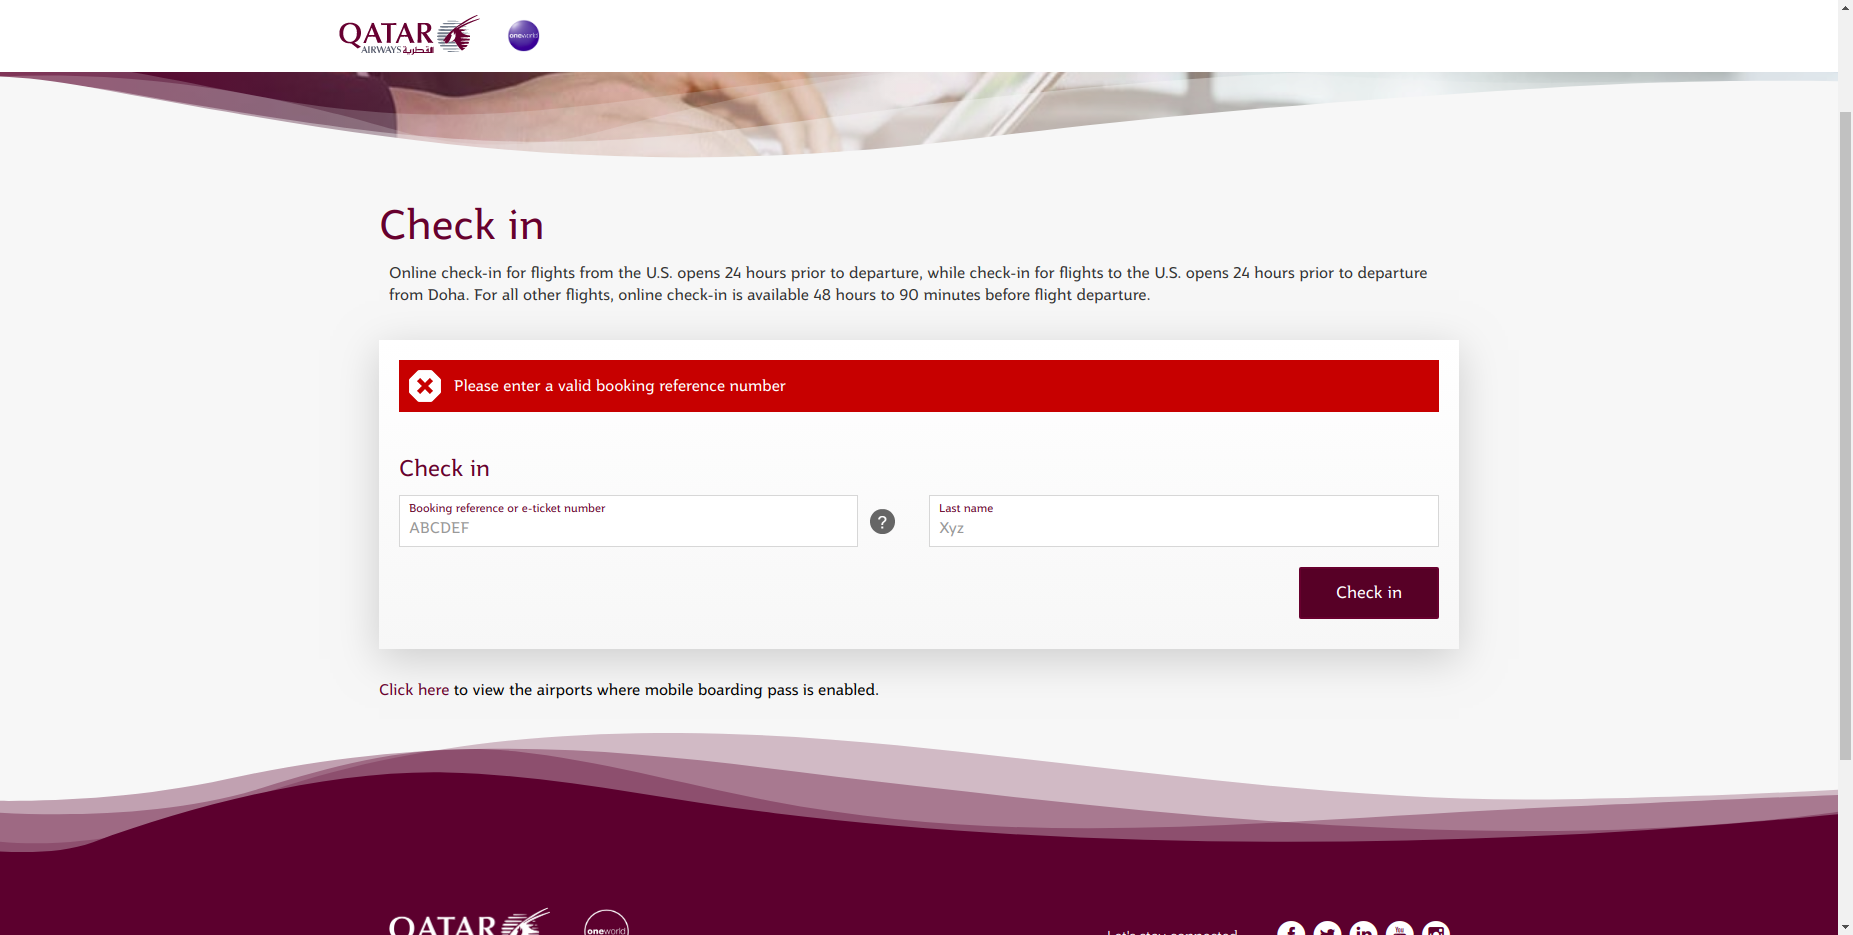 QATAR
AIRWAYS القطرية
oneworld
Check in
Online check-in for flights from the U.S. opens 24 hours prior to departure, while check-in for flights to the U.S. opens 24 hours prior to departure
from Doha. For all other flights, online check-in is available 48 hours to 90 minutes before flight departure.
Please enter a valid booking reference number
Check in
Booking reference or e-ticket number
ABCDEF
?
Last name
Xyz
Check in
Click here to view the airports where mobile boarding pass is enabled.
QATAR
oneworld
Let's stay connected
You